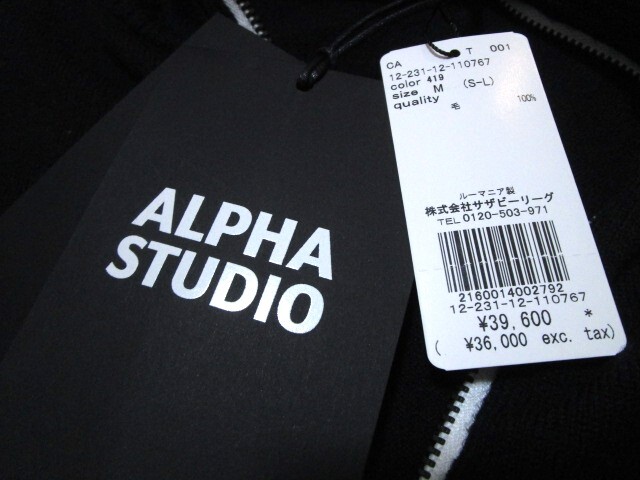 ALPHA
STUDIO
CA T 001
12-231-12-110767
color 419
size M (S-L)
quality
毛 100%
ルーマニア製
株式会社サザビーリーグ
TEL 0120-503-971
2160014002792
12-231-12-110767
¥39,600 *
( ¥36,000 exc. tax)